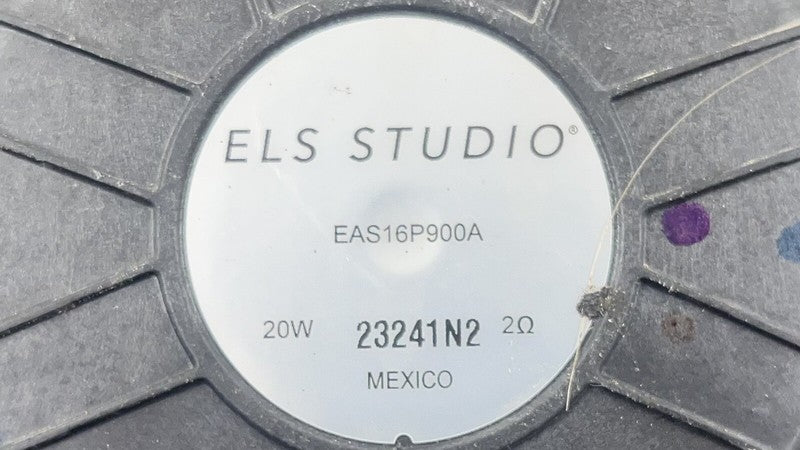 ELS STUDIO®
EAS16P900A
20W 23241N2 2Ω
MEXICO